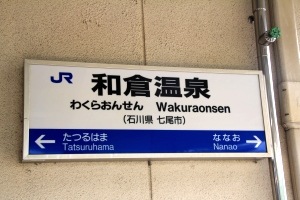 JR 和倉温泉
わくらおんせん Wakuraonsen
(石川県 七尾市)
たつるはま ななお
Tatsuruhama Nanao